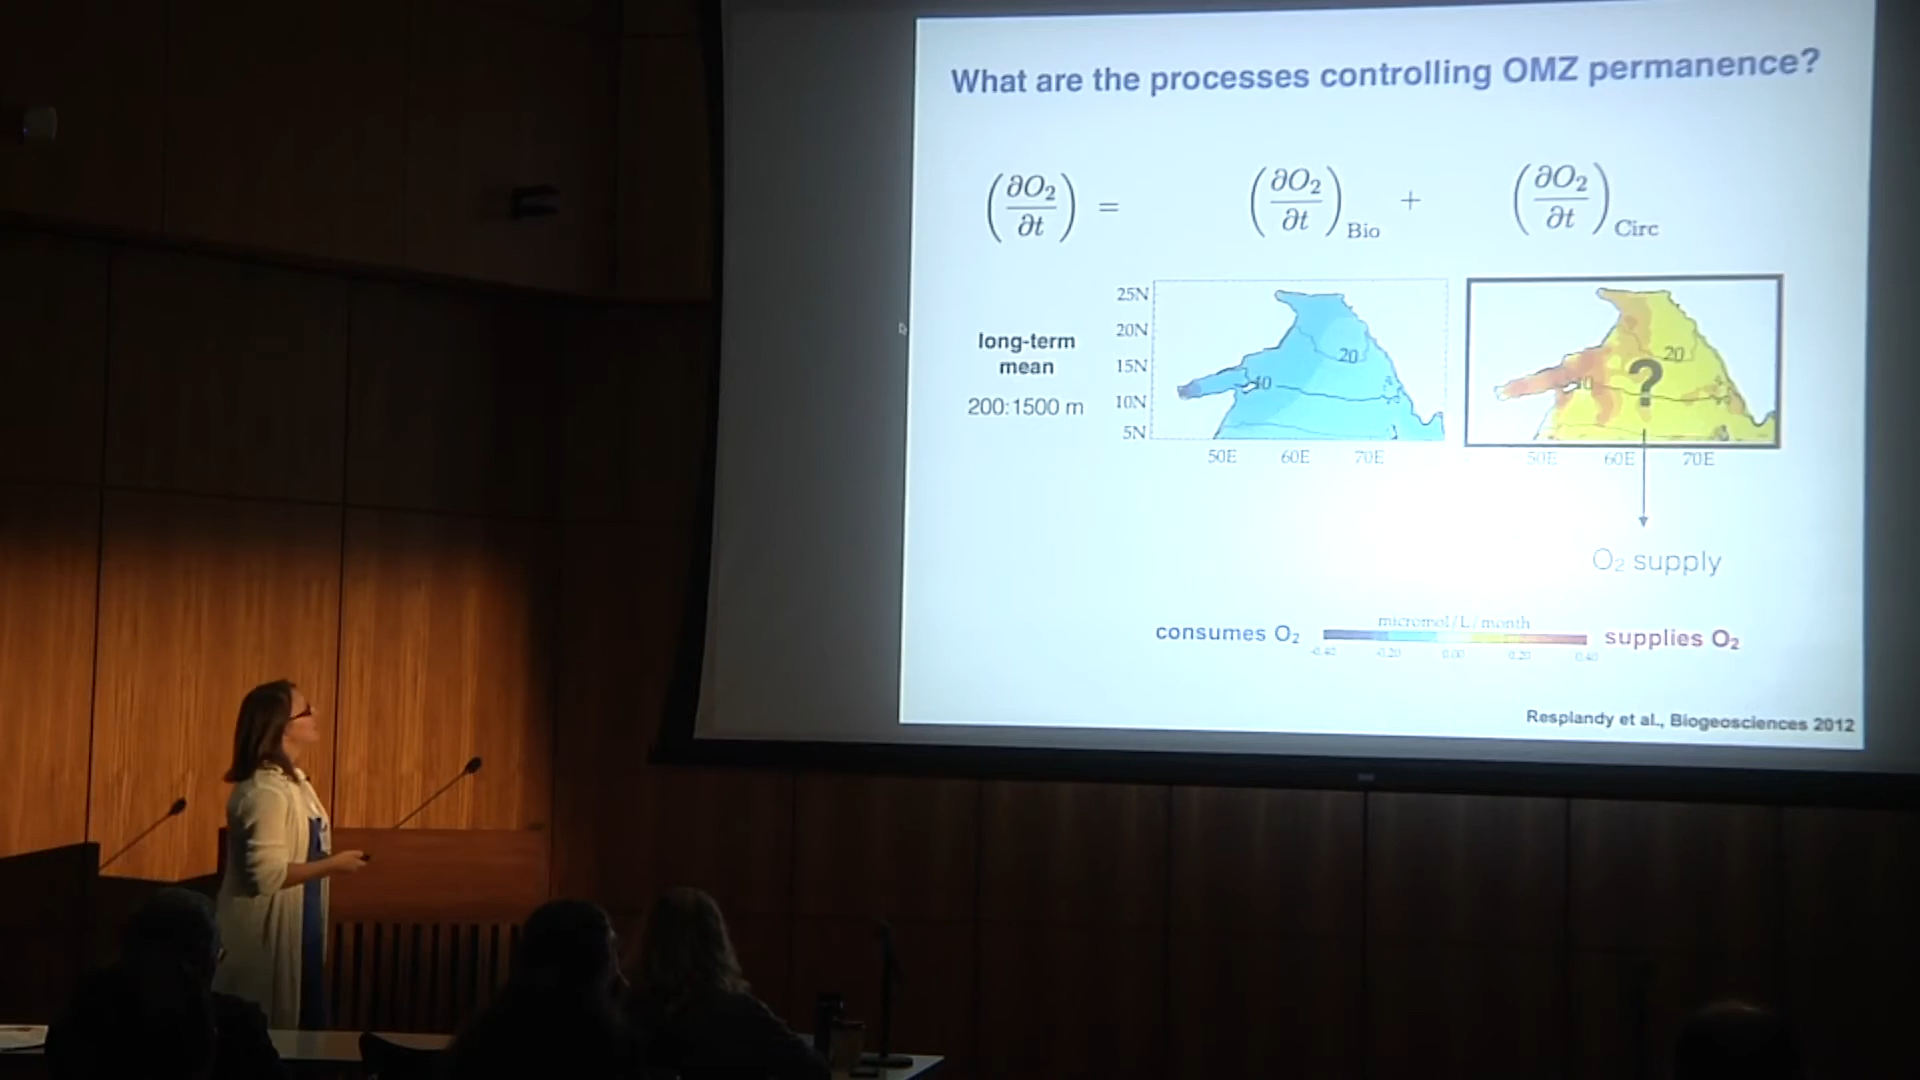 What are the processes controlling OMZ permanence?
(∂O₂/∂t) = (∂O₂/∂t)Bio + (∂O₂/∂t)Circ
long-term
mean
200:1500 m
25N
20N
15N
10N
5N
20
40
50E 60E 70E
20
40
?
50E 60E 70E
O₂ supply
micromol/L/month
consumes O₂
supplies O₂
-0.40 -0.20 0.00 0.20 0.40
Resplandy et al., Biogeosciences 2012